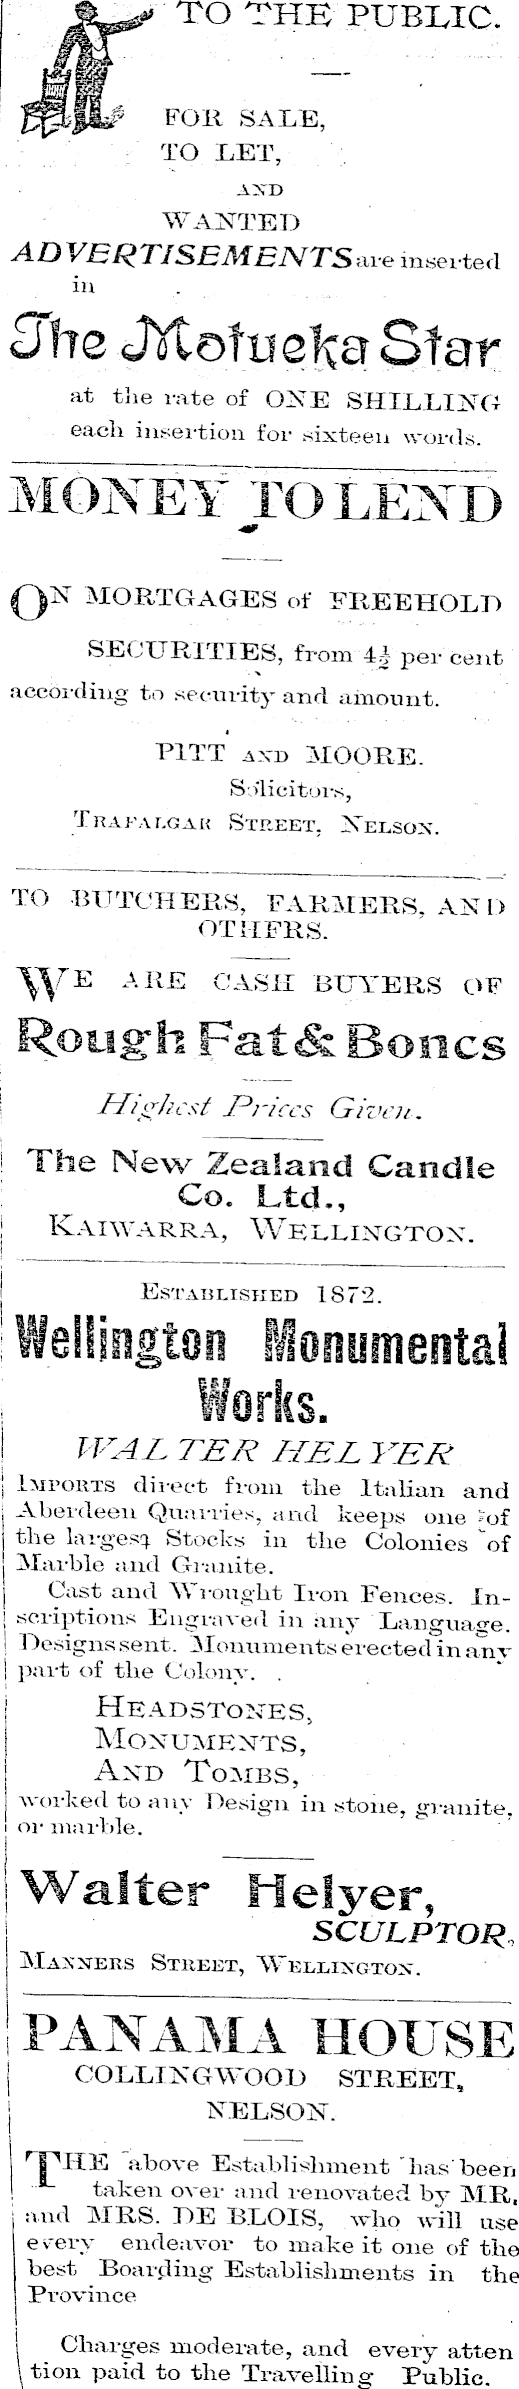 TO THE PUBLIC.
FOR SALE,
TO LET,
AND
WANTED
ADVERTISEMENTS are inserted
in
The Motueka Star
at the rate of ONE SHILLING
each insertion for sixteen words.
MONEY TO LEND
ON MORTGAGES of FREEHOLD
SECURITIES, from 4½ per cent
according to security and amount.
PITT AND MOORE.
Solicitors,
TRAFALGAR STREET, NELSON.
TO BUTCHERS, FARMERS, AND
OTHERS.
WE ARE CASH BUYERS OF
Rough Fat & Bones
Highest Prices Given.
The New Zealand Candle
Co. Ltd.,
KAIWARRA, WELLINGTON.
ESTABLISHED 1872.
Wellington Monumental
Works.
WALTER HELYER
IMPORTS direct from the Italian and
Aberdeen Quarries, and keeps one of
the largest Stocks in the Colonies of
Marble and Granite.
Cast and Wrought Iron Fences. In-
scriptions Engraved in any Language.
Designs sent. Monuments erected in any
part of the Colony.
HEADSTONES,
MONUMENTS,
AND TOMBS,
worked to any Design in stone, granite,
or marble.
Walter Helyer,
SCULPTOR,
MANNERS STREET, WELLINGTON.
PANAMA HOUSE
COLLINGWOOD STREET,
NELSON.
THE above Establishment has been
taken over and renovated by MR.
and MRS. DE BLOIS, who will use
every endeavor to make it one of the
best Boarding Establishments in the
Province
Charges moderate, and every atten
tion paid to the Travelling Public.